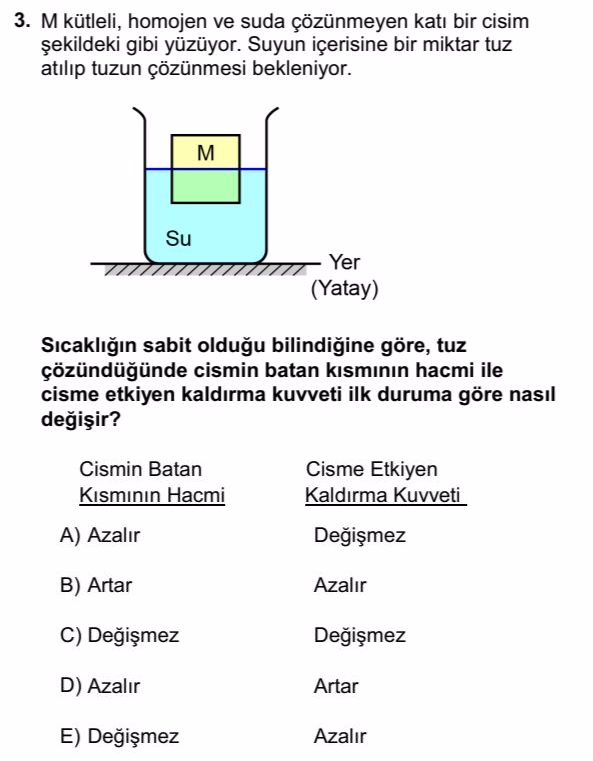 3. M kütleli, homojen ve suda çözünmeyen katı bir cisim
şekildeki gibi yüzüyor. Suyun içerisine bir miktar tuz
atılıp tuzun çözünmesi bekleniyor.
M
Su
Yer
(Yatay)
Sıcaklığın sabit olduğu bilindiğine göre, tuz
çözündüğünde cismin batan kısmının hacmi ile
cisme etkiyen kaldırma kuvveti ilk duruma göre nasıl
değişir?
Cismin Batan Cisme Etkiyen
Kısmının Hacmi Kaldırma Kuvveti
A) Azalır Değişmez
B) Artar Azalır
C) Değişmez Değişmez
D) Azalır Artar
E) Değişmez Azalır